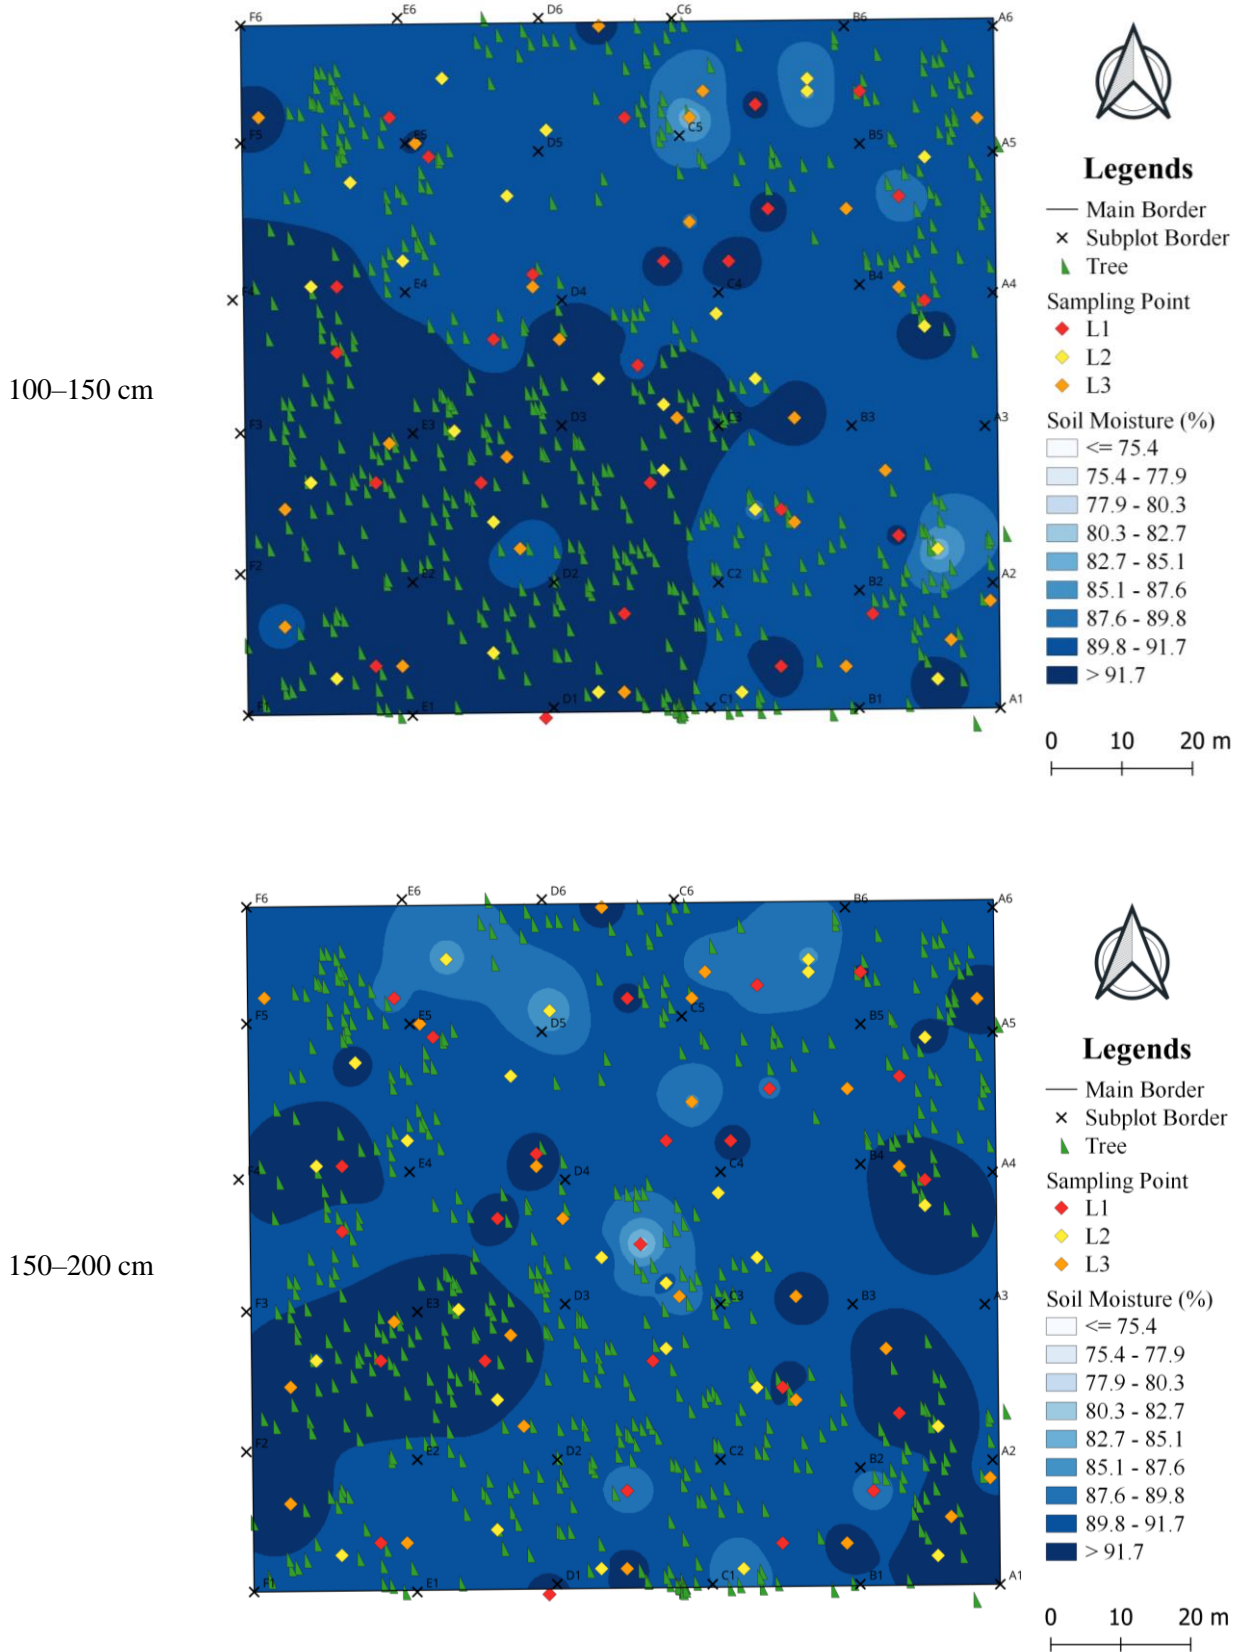 F6 E6 D6 C6 B6 A6
F5 E5 D5 C5 B5 A5
F4 E4 D4 C4 B4 A4
F3 E3 D3 C3 B3 A3
F2 E2 D2 C2 B2 A2
F1 E1 D1 C1 B1 A1
100–150 cm
Legends
Main Border
Subplot Border
Tree
Sampling Point
L1
L2
L3
Soil Moisture (%)
<= 75.4
75.4 - 77.9
77.9 - 80.3
80.3 - 82.7
82.7 - 85.1
85.1 - 87.6
87.6 - 89.8
89.8 - 91.7
> 91.7
0 10 20 m
F6 E6 D6 C6 B6 A6
F5 E5 D5 C5 B5 A5
F4 E4 D4 C4 B4 A4
F3 E3 D3 C3 B3 A3
F2 E2 D2 C2 B2 A2
F1 E1 D1 C1 B1 A1
150–200 cm
Legends
Main Border
Subplot Border
Tree
Sampling Point
L1
L2
L3
Soil Moisture (%)
<= 75.4
75.4 - 77.9
77.9 - 80.3
80.3 - 82.7
82.7 - 85.1
85.1 - 87.6
87.6 - 89.8
89.8 - 91.7
> 91.7
0 10 20 m